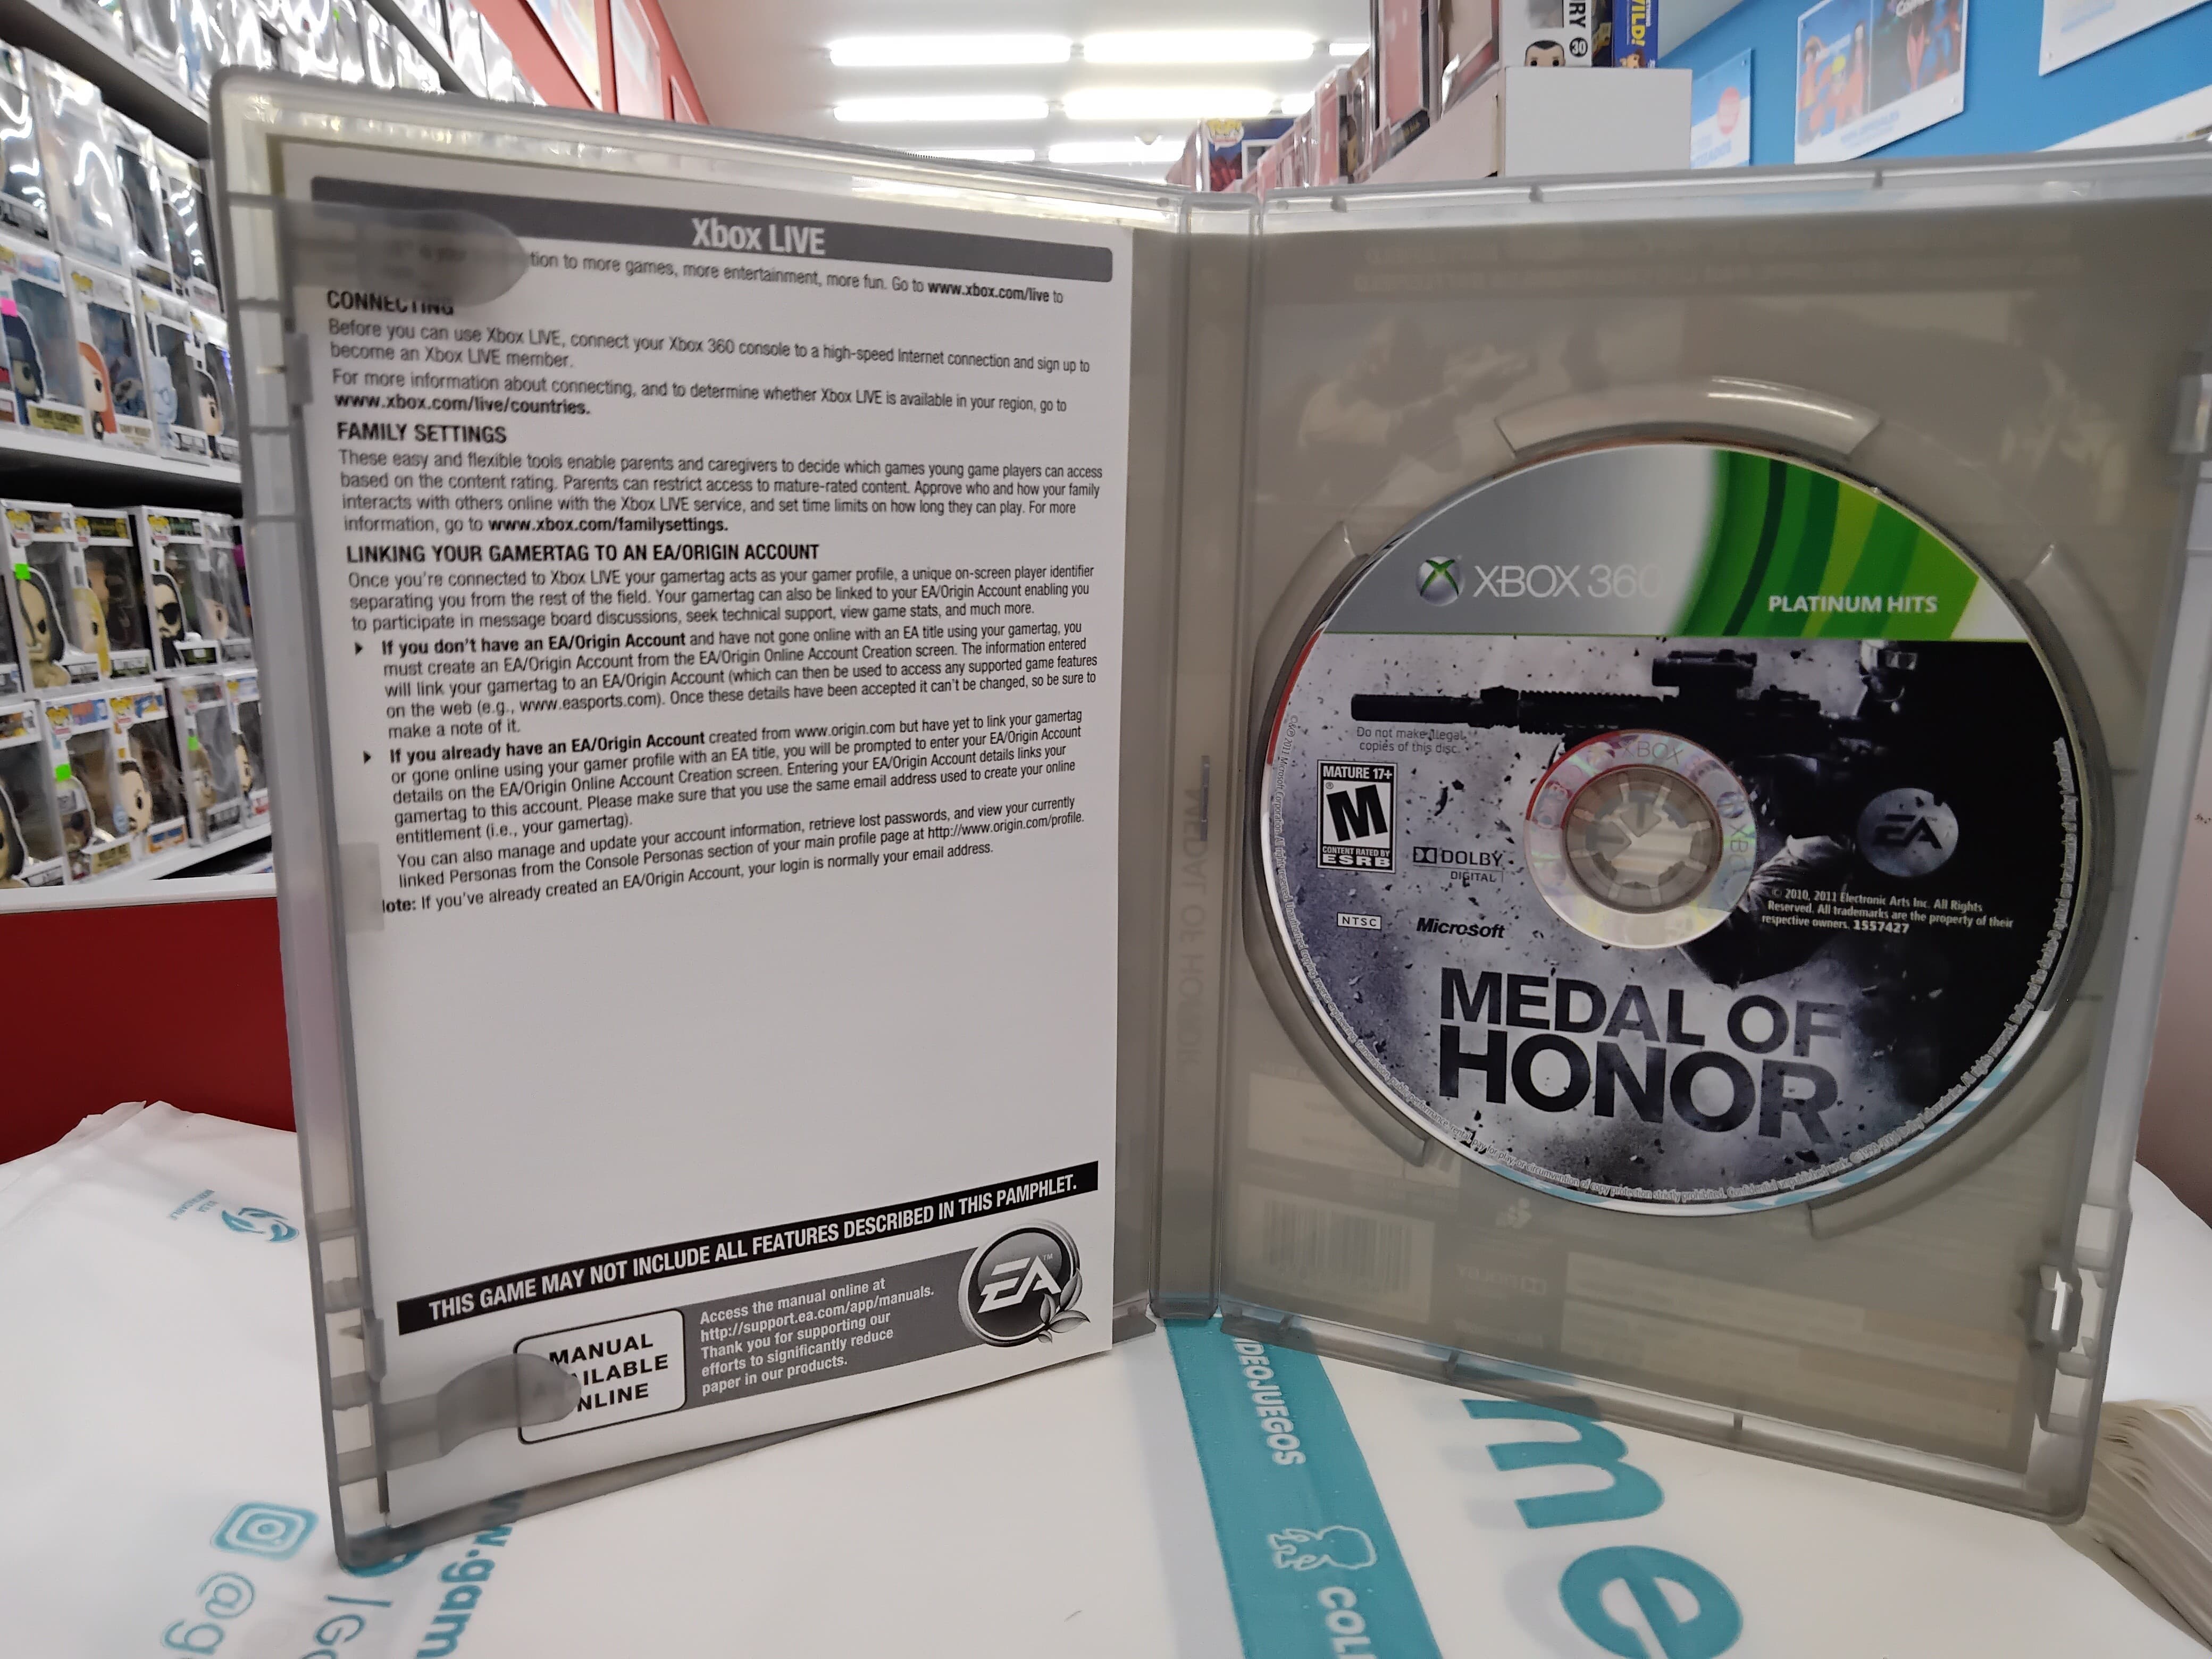 Xbox LIVE
tion to more games, more entertainment, more fun. Go to www.xbox.com/live to
CONNECTING
Before you can use Xbox LIVE, connect your Xbox 360 console to a high-speed Internet connection and sign up to
become an Xbox LIVE member.
For more information about connecting, and to determine whether Xbox LIVE is available in your region, go to
www.xbox.com/live/countries.
FAMILY SETTINGS
These easy and flexible tools enable parents and caregivers to decide which games young game players can access
based on the content rating. Parents can restrict access to mature-rated content. Approve who and how your family
interacts with others online with the Xbox LIVE service, and set time limits on how long they can play. For more
information, go to www.xbox.com/familysettings.
LINKING YOUR GAMERTAG TO AN EA/ORIGIN ACCOUNT
Once you're connected to Xbox LIVE your gamertag acts as your gamer profile, a unique on-screen player identifier
separating you from the rest of the field. Your gamertag can also be linked to your EA/Origin Account enabling you
to participate in message board discussions, seek technical support, view game stats, and much more.
If you don't have an EA/Origin Account and have not gone online with an EA title using your gamertag, you
must create an EA/Origin Account from the EA/Origin Online Account Creation screen. The information entered
will link your gamertag to an EA/Origin Account (which can then be used to access any supported game features
on the web (e.g., www.easports.com). Once these details have been accepted it can't be changed, so be sure to
make a note of it.
If you already have an EA/Origin Account created from www.origin.com but have yet to link your gamertag
or gone online using your gamer profile with an EA title, you will be prompted to enter your EA/Origin Account
details on the EA/Origin Online Account Creation screen. Entering your EA/Origin Account details links your
gamertag to this account. Please make sure that you use the same email address used to create your online
entitlement (i.e., your gamertag).
You can also manage and update your account information, retrieve lost passwords, and view your currently
linked Personas from the Console Personas section of your main profile page at http://www.origin.com/profile.
lote: If you've already created an EA/Origin Account, your login is normally your email address.
THIS GAME MAY NOT INCLUDE ALL FEATURES DESCRIBED IN THIS PAMPHLET.
MANUAL
AILABLE
NLINE
Access the manual online at
http://support.ea.com/app/manuals.
Thank you for supporting our
efforts to significantly reduce
paper in our products.
EA™
XBOX 360
PLATINUM HITS
Do not make illegal
copies of this disc.
XBOX
MATURE 17+
M
CONTENT RATED BY
ESRB
DOLBY
DIGITAL
NTSC
Microsoft
EA
© 2010, 2011 Electronic Arts Inc. All Rights
Reserved. All trademarks are the property of their
respective owners. 1557427
MEDAL OF
HONOR
IDEOJUEGOS
COL
me
w.gam
@g
30